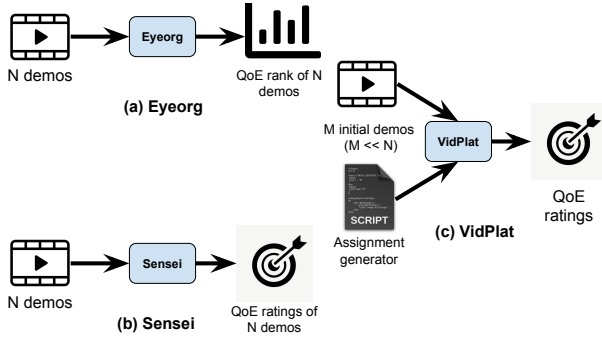 Eyeorg
N demos
QoE rank of N
demos
(a) Eyeorg
M initial demos
(M << N)
VidPlat
QoE
ratings
SCRIPT
Assignment
generator
(c) VidPlat
Sensei
N demos
QoE ratings of
N demos
(b) Sensei